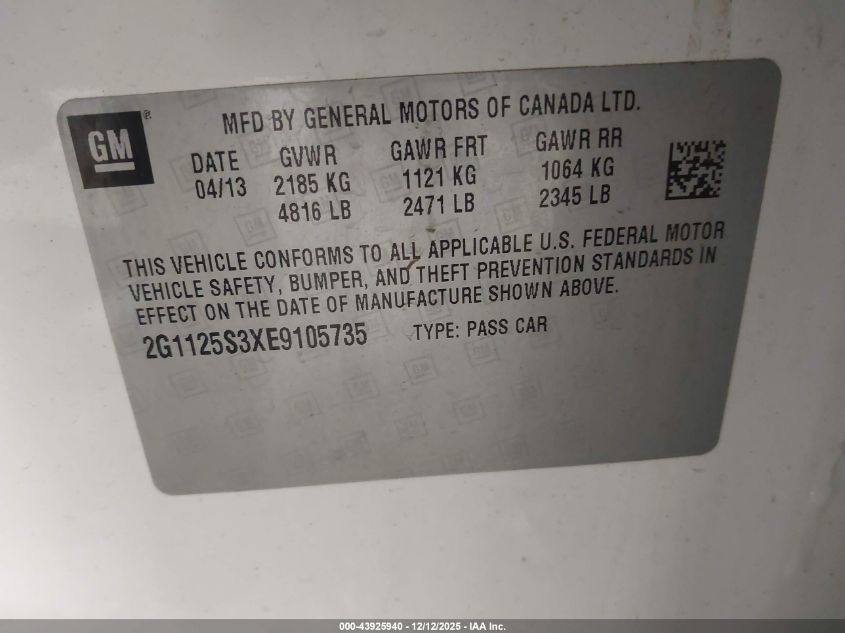 GM ®
MFD BY GENERAL MOTORS OF CANADA LTD.
DATE GVWR GAWR FRT GAWR RR
04/13 2185 KG 1121 KG 1064 KG
4816 LB 2471 LB 2345 LB
THIS VEHICLE CONFORMS TO ALL APPLICABLE U.S. FEDERAL MOTOR
VEHICLE SAFETY, BUMPER, AND THEFT PREVENTION STANDARDS IN
EFFECT ON THE DATE OF MANUFACTURE SHOWN ABOVE.
2G1125S3XE9105735 TYPE: PASS CAR
000-43925940 - 12/12/2025 - IAA Inc.